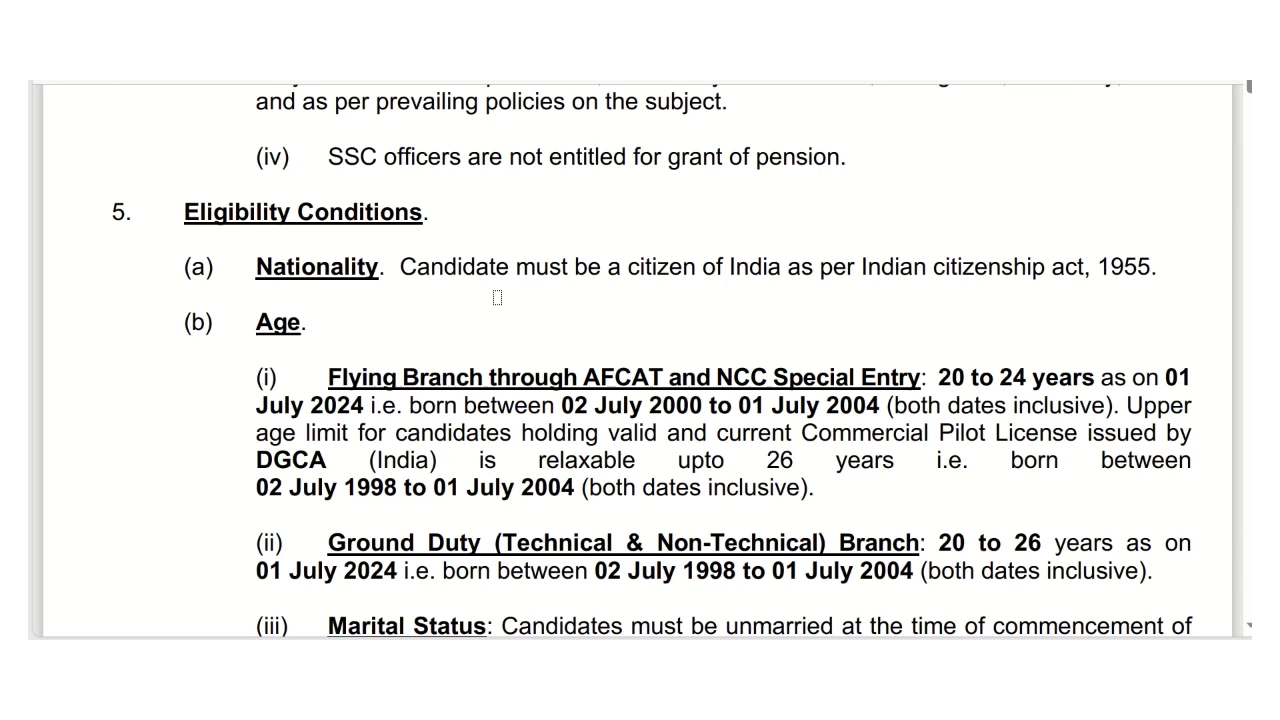 and as per prevailing policies on the subject.
(iv) SSC officers are not entitled for grant of pension.
5. Eligibility Conditions.
(a) Nationality. Candidate must be a citizen of India as per Indian citizenship act, 1955.
(b) Age.
(i) Flying Branch through AFCAT and NCC Special Entry: 20 to 24 years as on 01
July 2024 i.e. born between 02 July 2000 to 01 July 2004 (both dates inclusive). Upper
age limit for candidates holding valid and current Commercial Pilot License issued by
DGCA (India) is relaxable upto 26 years i.e. born between
02 July 1998 to 01 July 2004 (both dates inclusive).
(ii) Ground Duty (Technical & Non-Technical) Branch: 20 to 26 years as on
01 July 2024 i.e. born between 02 July 1998 to 01 July 2004 (both dates inclusive).
(iii) Marital Status: Candidates must be unmarried at the time of commencement of